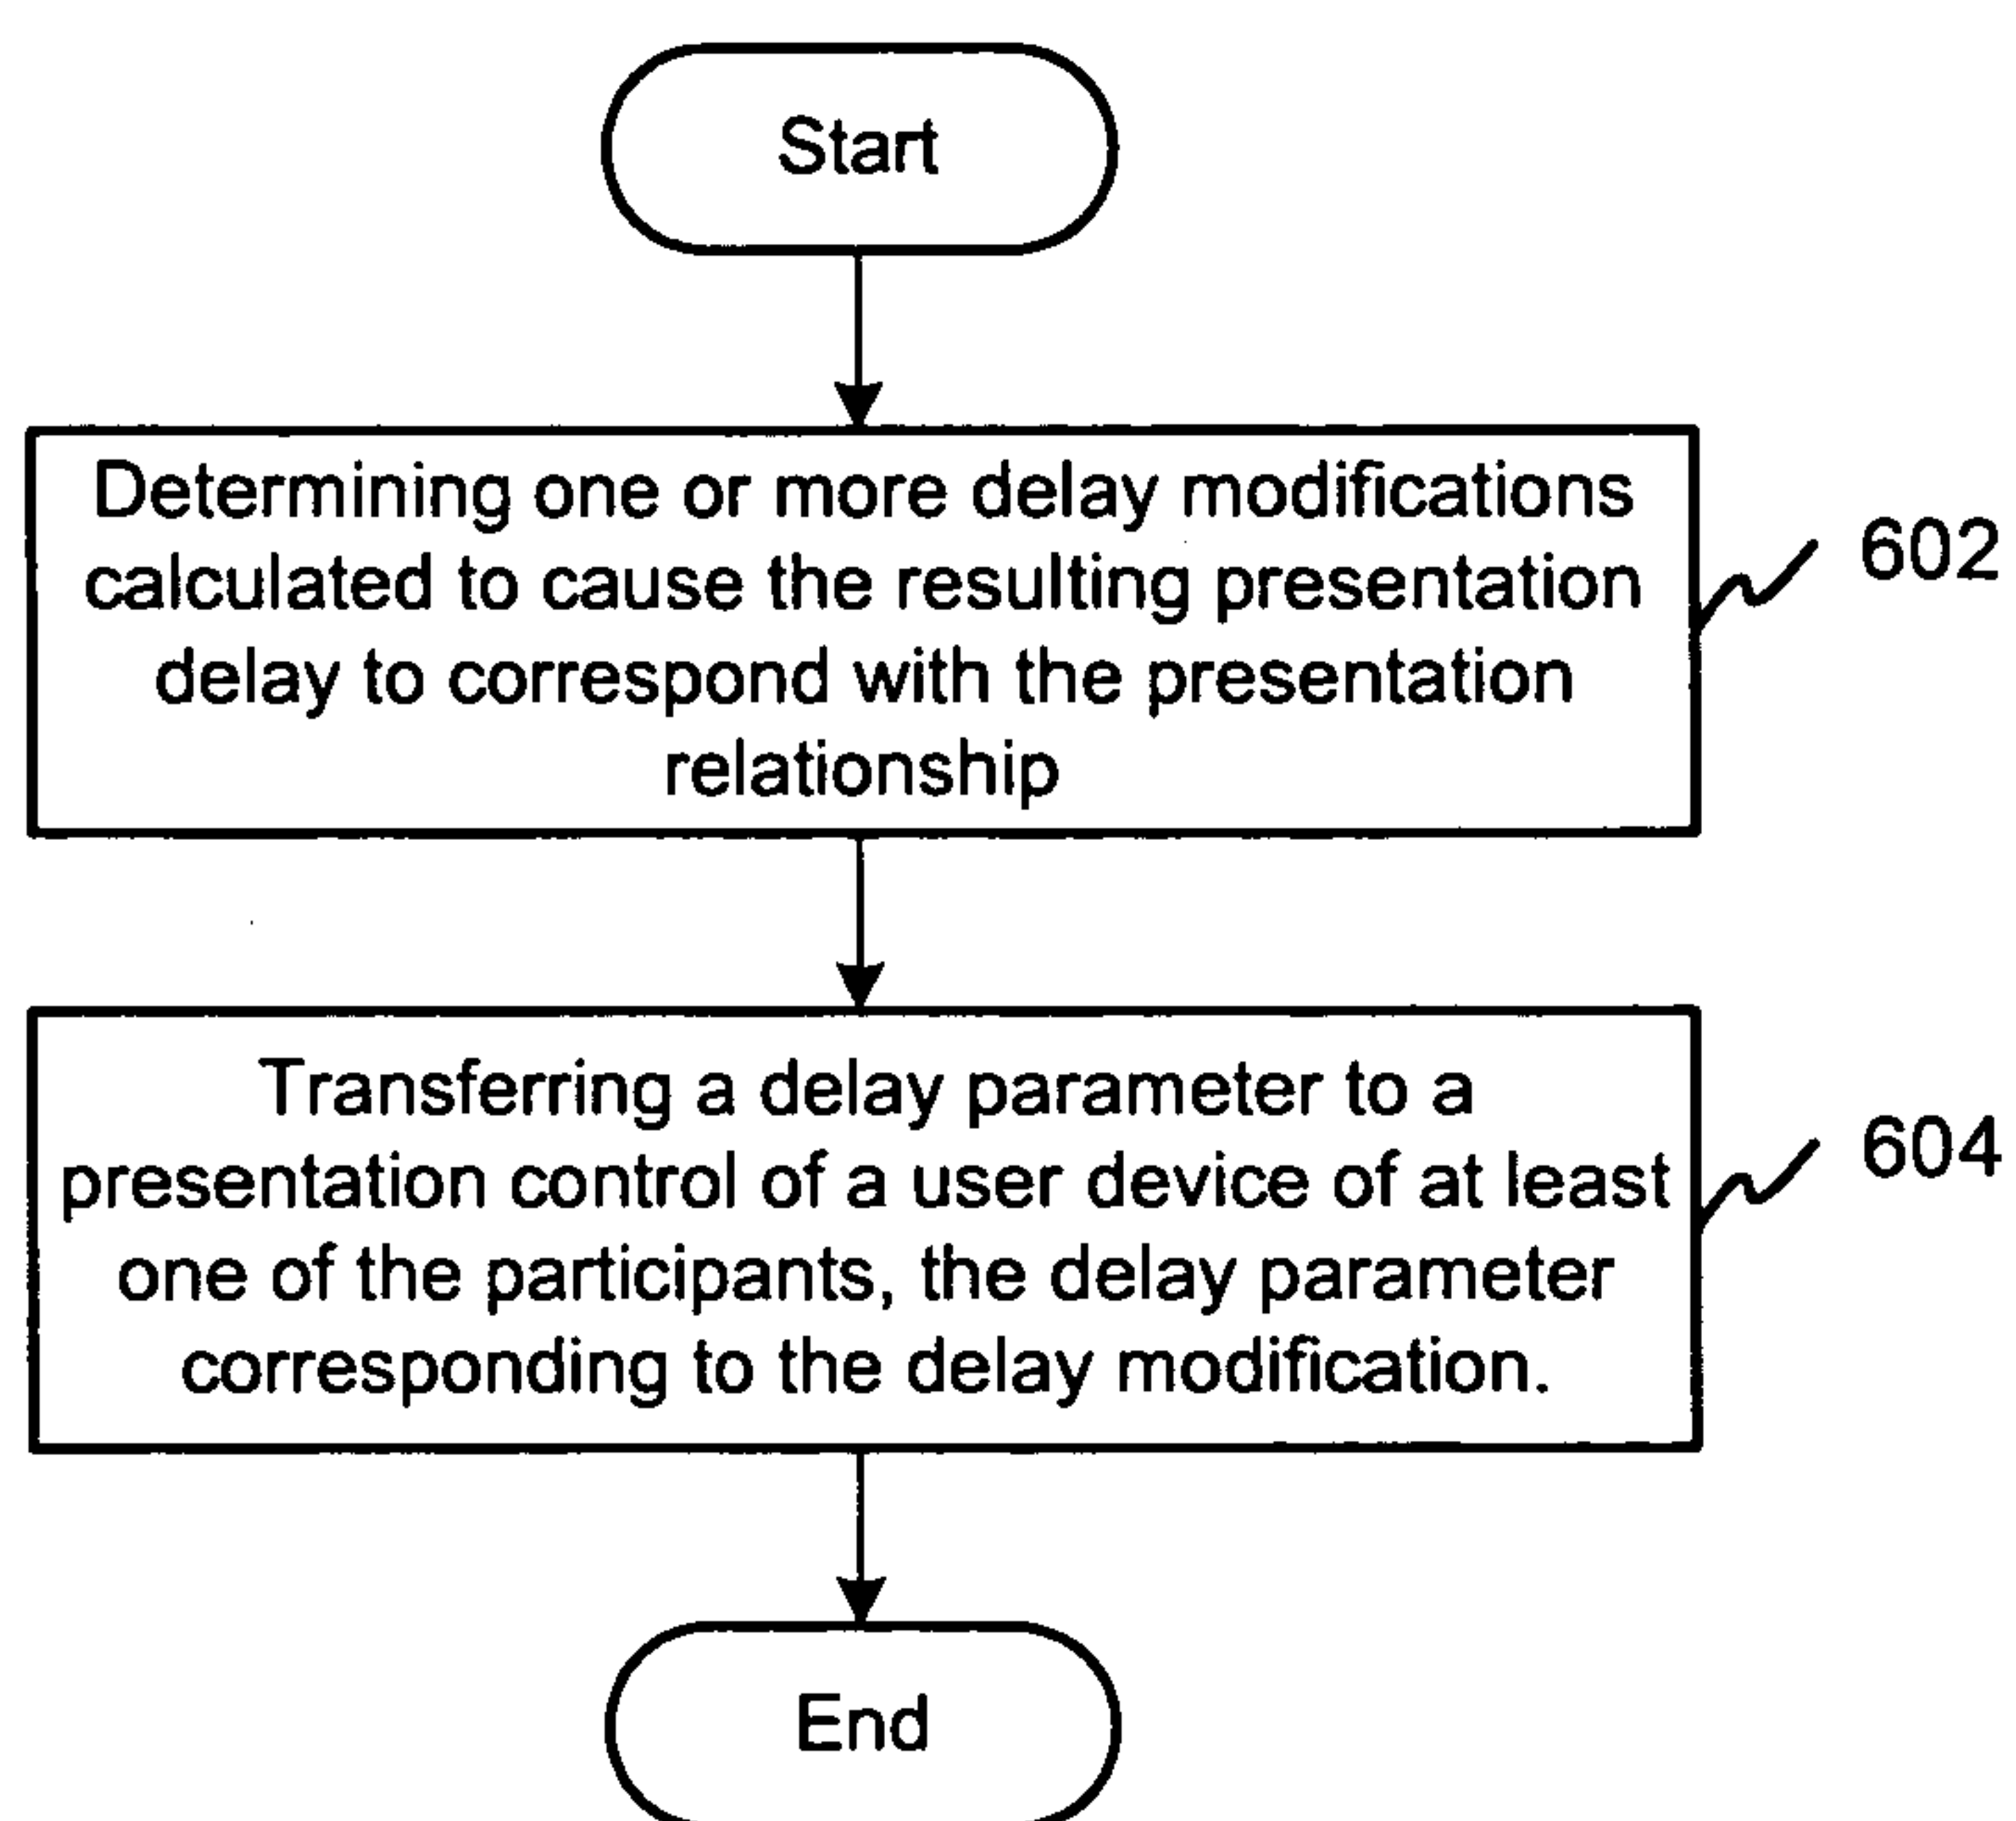 Start
Determining one or more delay modifications
calculated to cause the resulting presentation
delay to correspond with the presentation
relationship
602
Transferring a delay parameter to a
presentation control of a user device of at least
one of the participants, the delay parameter
corresponding to the delay modification.
604
End